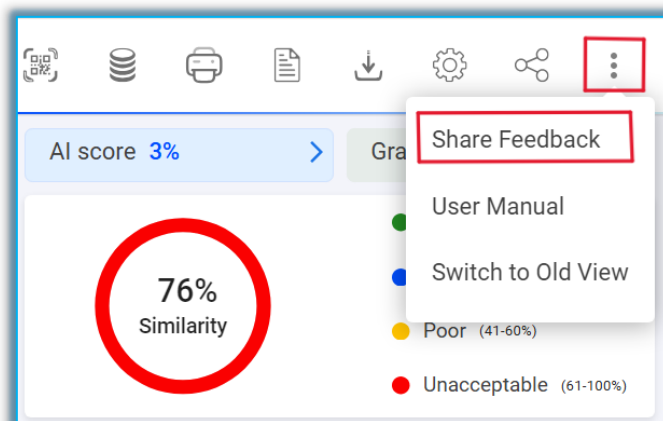 AI score 3%
Gra
Share Feedback
User Manual
Switch to Old View
76%
Similarity
Poor (41-60%)
Unacceptable (61-100%)